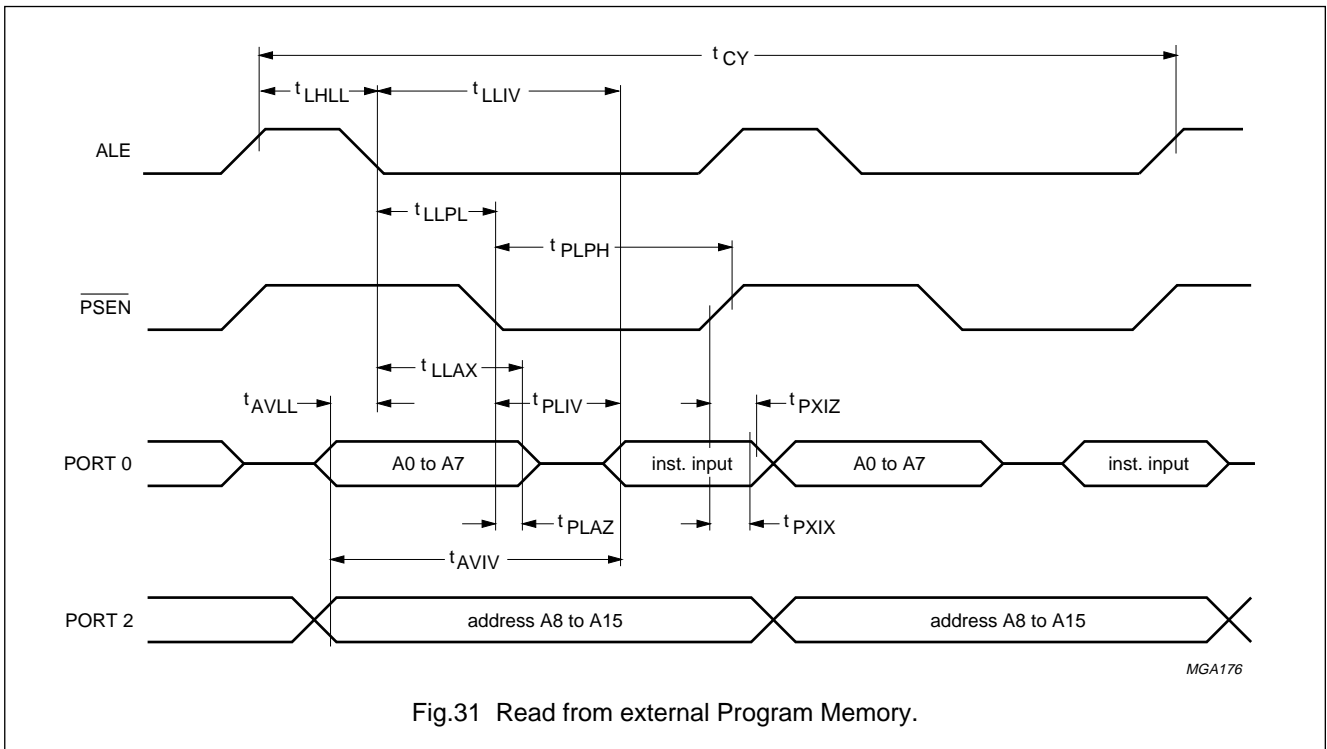 t CY
t LHLL
t LLIV
ALE
t LLPL
t PLPH
PSEN
t LLAX
t AVLL
t PLIV
t PXIZ
PORT 0
A0 to A7
inst. input
A0 to A7
inst. input
t PLAZ
t PXIX
t AVIV
PORT 2
address A8 to A15
address A8 to A15
MGA176
Fig.31 Read from external Program Memory.